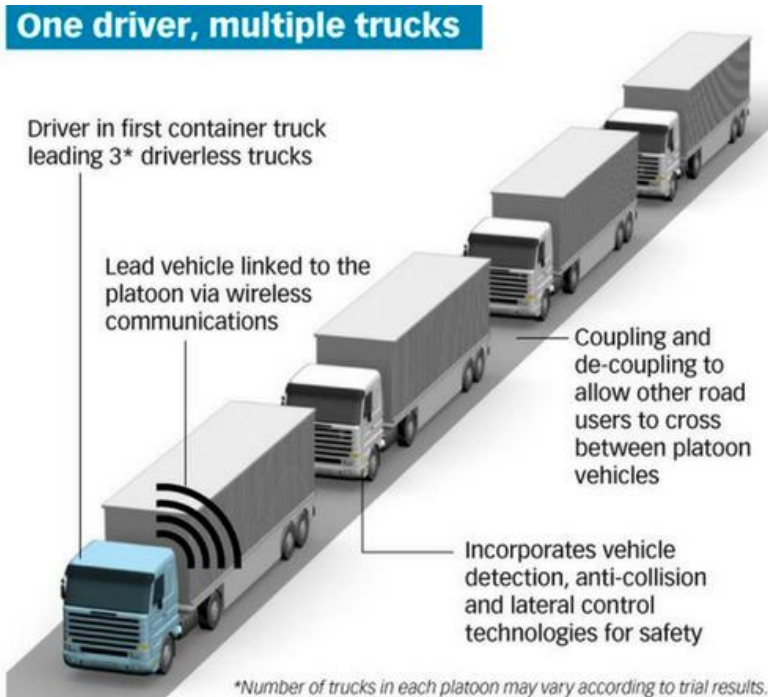 One driver, multiple trucks
Driver in first container truck
leading 3* driverless trucks
Lead vehicle linked to the
platoon via wireless
communications
Coupling and
de-coupling to
allow other road
users to cross
between platoon
vehicles
Incorporates vehicle
detection, anti-collision
and lateral control
technologies for safety
*Number of trucks in each platoon may vary according to trial results